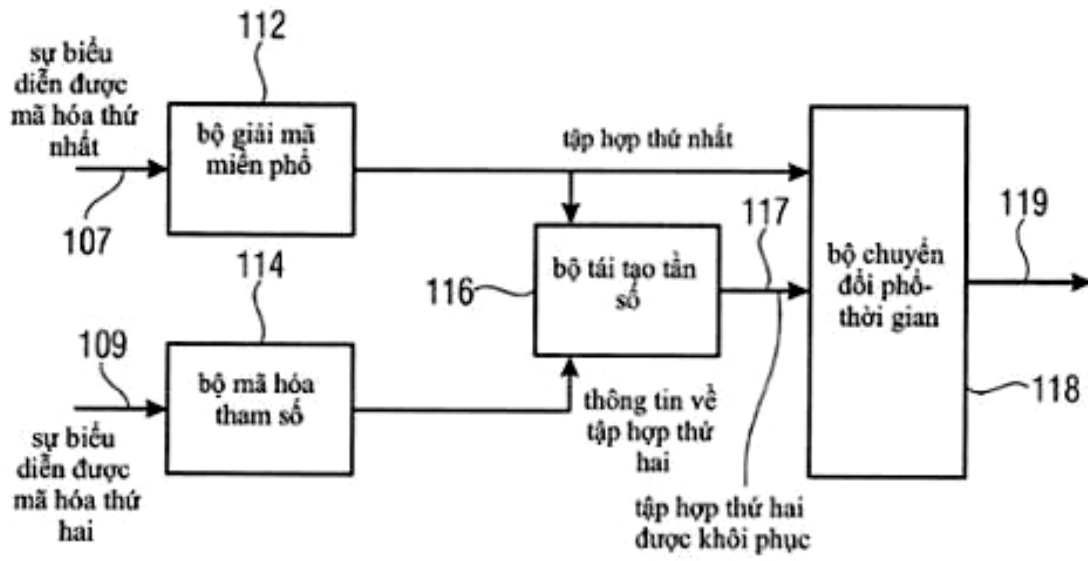 112
sự biểu
diễn được
mã hóa thứ
nhất
bộ giải mã
miền phổ
tập hợp thứ nhất
107
114
116
bộ tái tạo tần
số
117
bộ chuyển
đổi phổ-
thời gian
119
109
bộ mã hóa
tham số
118
sự biểu
diễn được
mã hóa thứ
hai
thông tin về
tập hợp thứ
hai
tập hợp thứ hai
được khôi phục